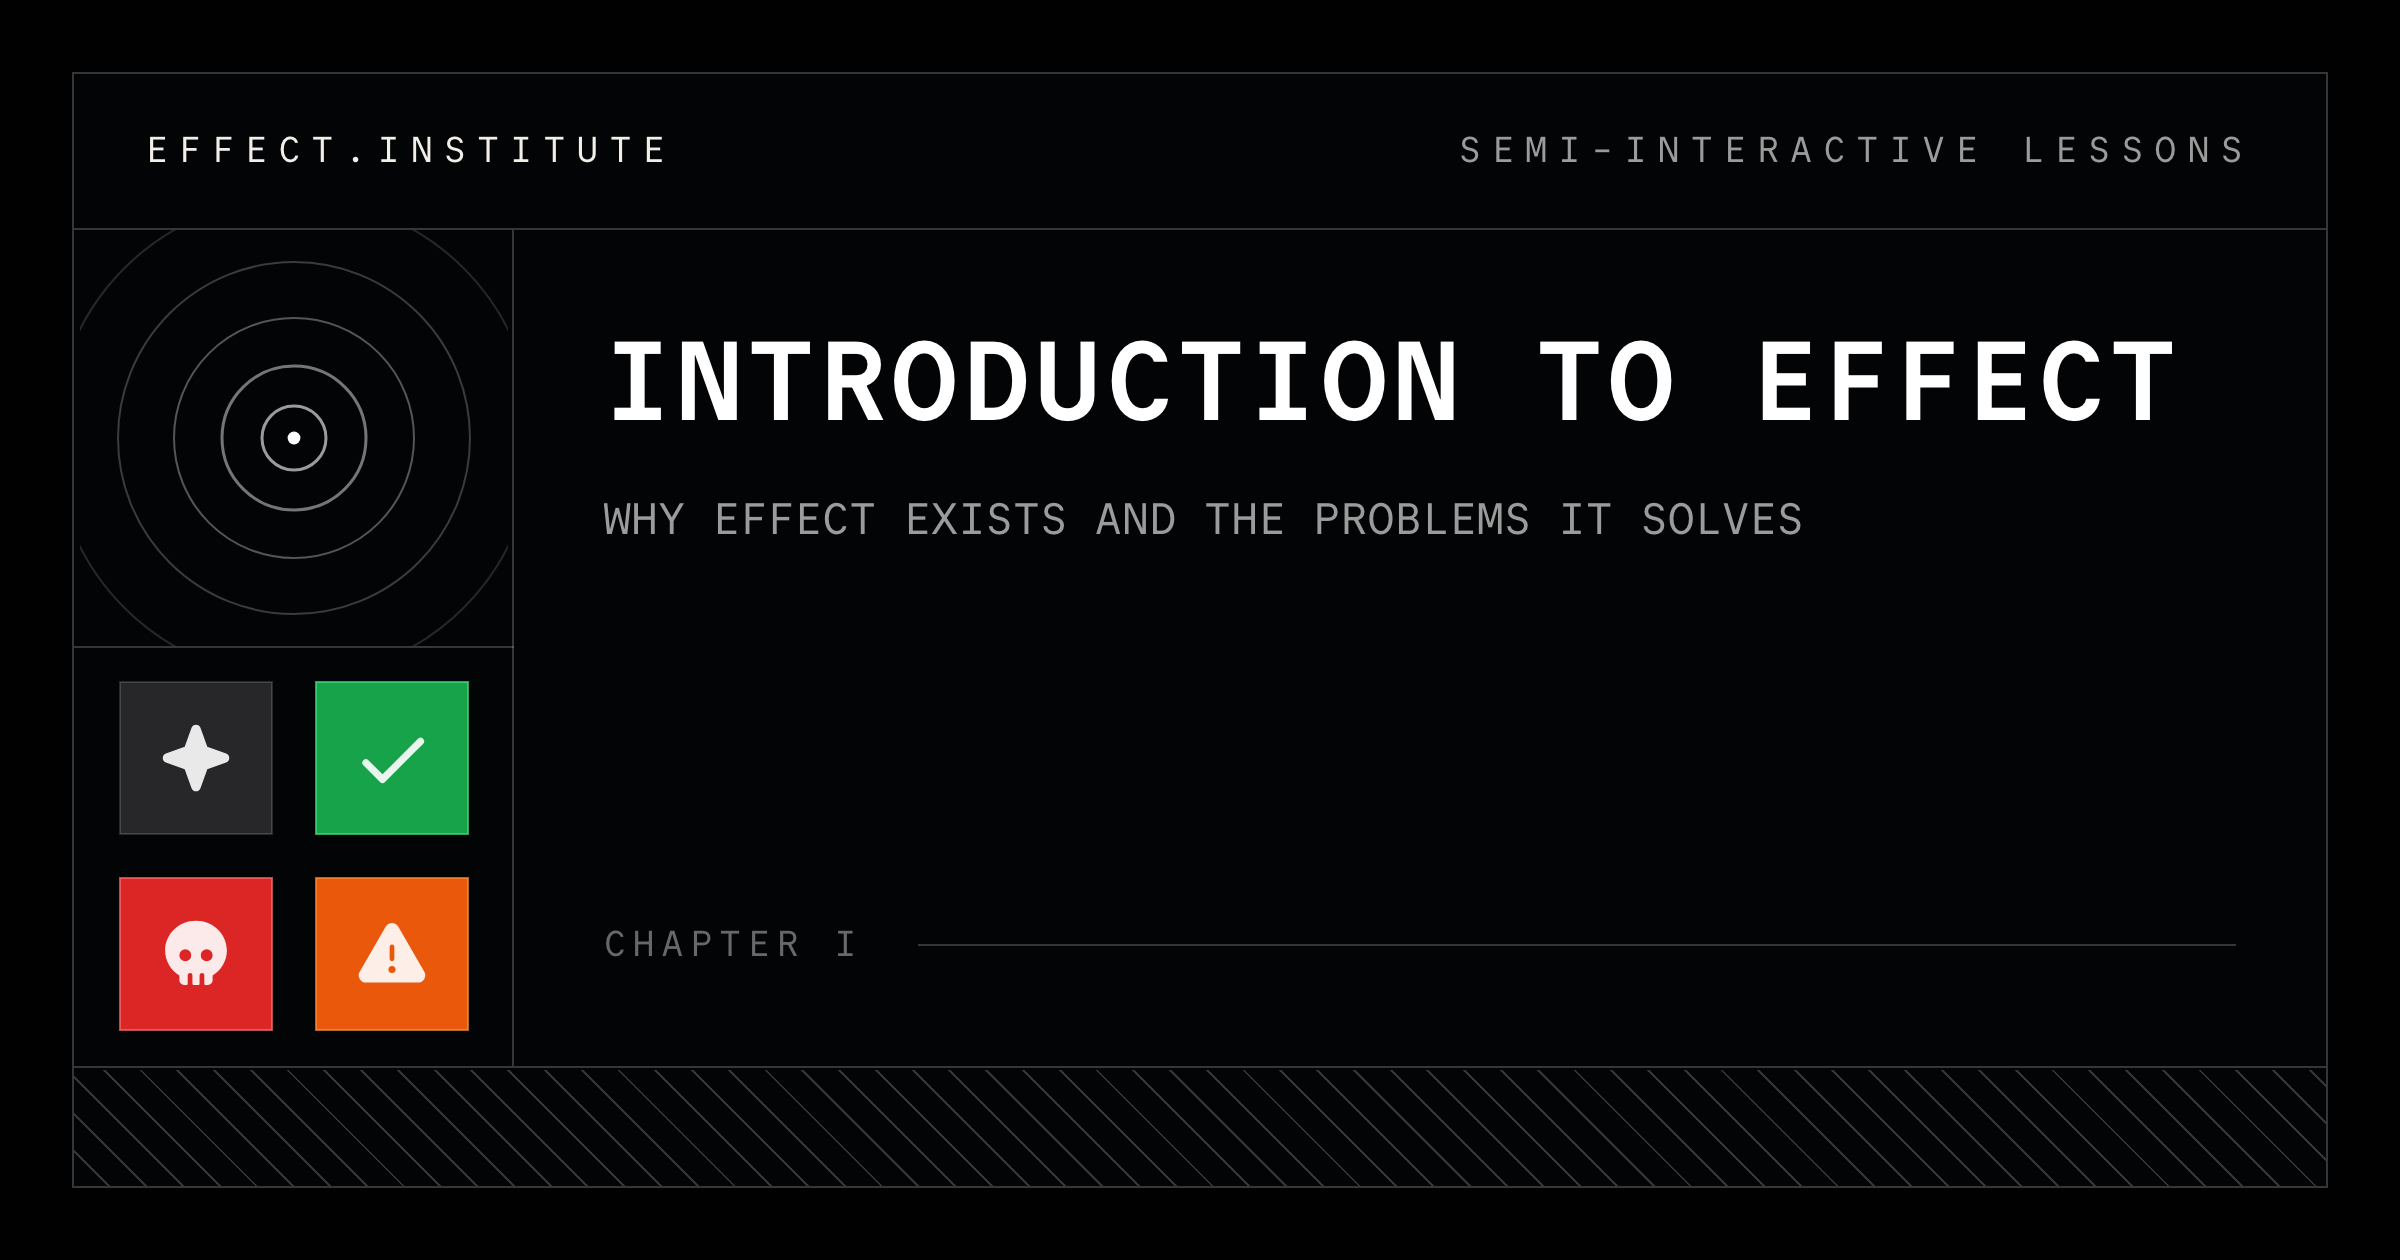 EFFECT.INSTITUTE
SEMI-INTERACTIVE LESSONS
INTRODUCTION TO EFFECT
WHY EFFECT EXISTS AND THE PROBLEMS IT SOLVES
CHAPTER I